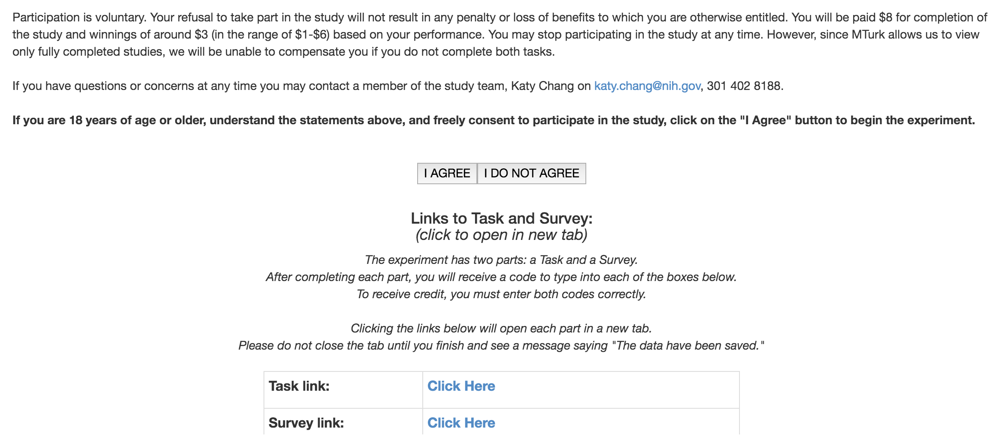 Participation is voluntary. Your refusal to take part in the study will not result in any penalty or loss of benefits to which you are otherwise entitled. You will be paid $8 for completion of
the study and winnings of around $3 (in the range of $1-$6) based on your performance. You may stop participating in the study at any time. However, since MTurk allows us to view
only fully completed studies, we will be unable to compensate you if you do not complete both tasks.
If you have questions or concerns at any time you may contact a member of the study team, Katy Chang on katy.chang@nih.gov, 301 402 8188.
If you are 18 years of age or older, understand the statements above, and freely consent to participate in the study, click on the "I Agree" button to begin the experiment.
I AGREE I DO NOT AGREE
Links to Task and Survey:
(click to open in new tab)
The experiment has two parts: a Task and a Survey.
After completing each part, you will receive a code to type into each of the boxes below.
To receive credit, you must enter both codes correctly.
Clicking the links below will open each part in a new tab.
Please do not close the tab until you finish and see a message saying "The data have been saved."
Task link: Click Here
Survey link: Click Here